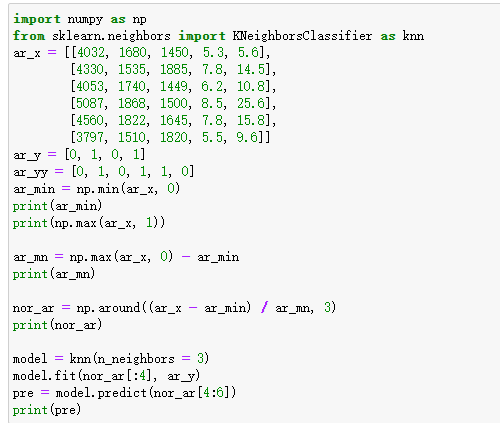 import numpy as np
from sklearn.neighbors import KNeighborsClassifier as knn
ar_x = [[4032, 1680, 1450, 5.3, 5.6],
        [4330, 1535, 1885, 7.8, 14.5],
        [4053, 1740, 1449, 6.2, 10.8],
        [5087, 1868, 1500, 8.5, 25.6],
        [4560, 1822, 1645, 7.8, 15.8],
        [3797, 1510, 1820, 5.5, 9.6]]
ar_y = [0, 1, 0, 1]
ar_yy = [0, 1, 0, 1, 1, 0]
ar_min = np.min(ar_x, 0)
print(ar_min)
print(np.max(ar_x, 1))

ar_mn = np.max(ar_x, 0) - ar_min
print(ar_mn)

nor_ar = np.around((ar_x - ar_min) / ar_mn, 3)
print(nor_ar)

model = knn(n_neighbors = 3)
model.fit(nor_ar[:4], ar_y)
pre = model.predict(nor_ar[4:6])
print(pre)